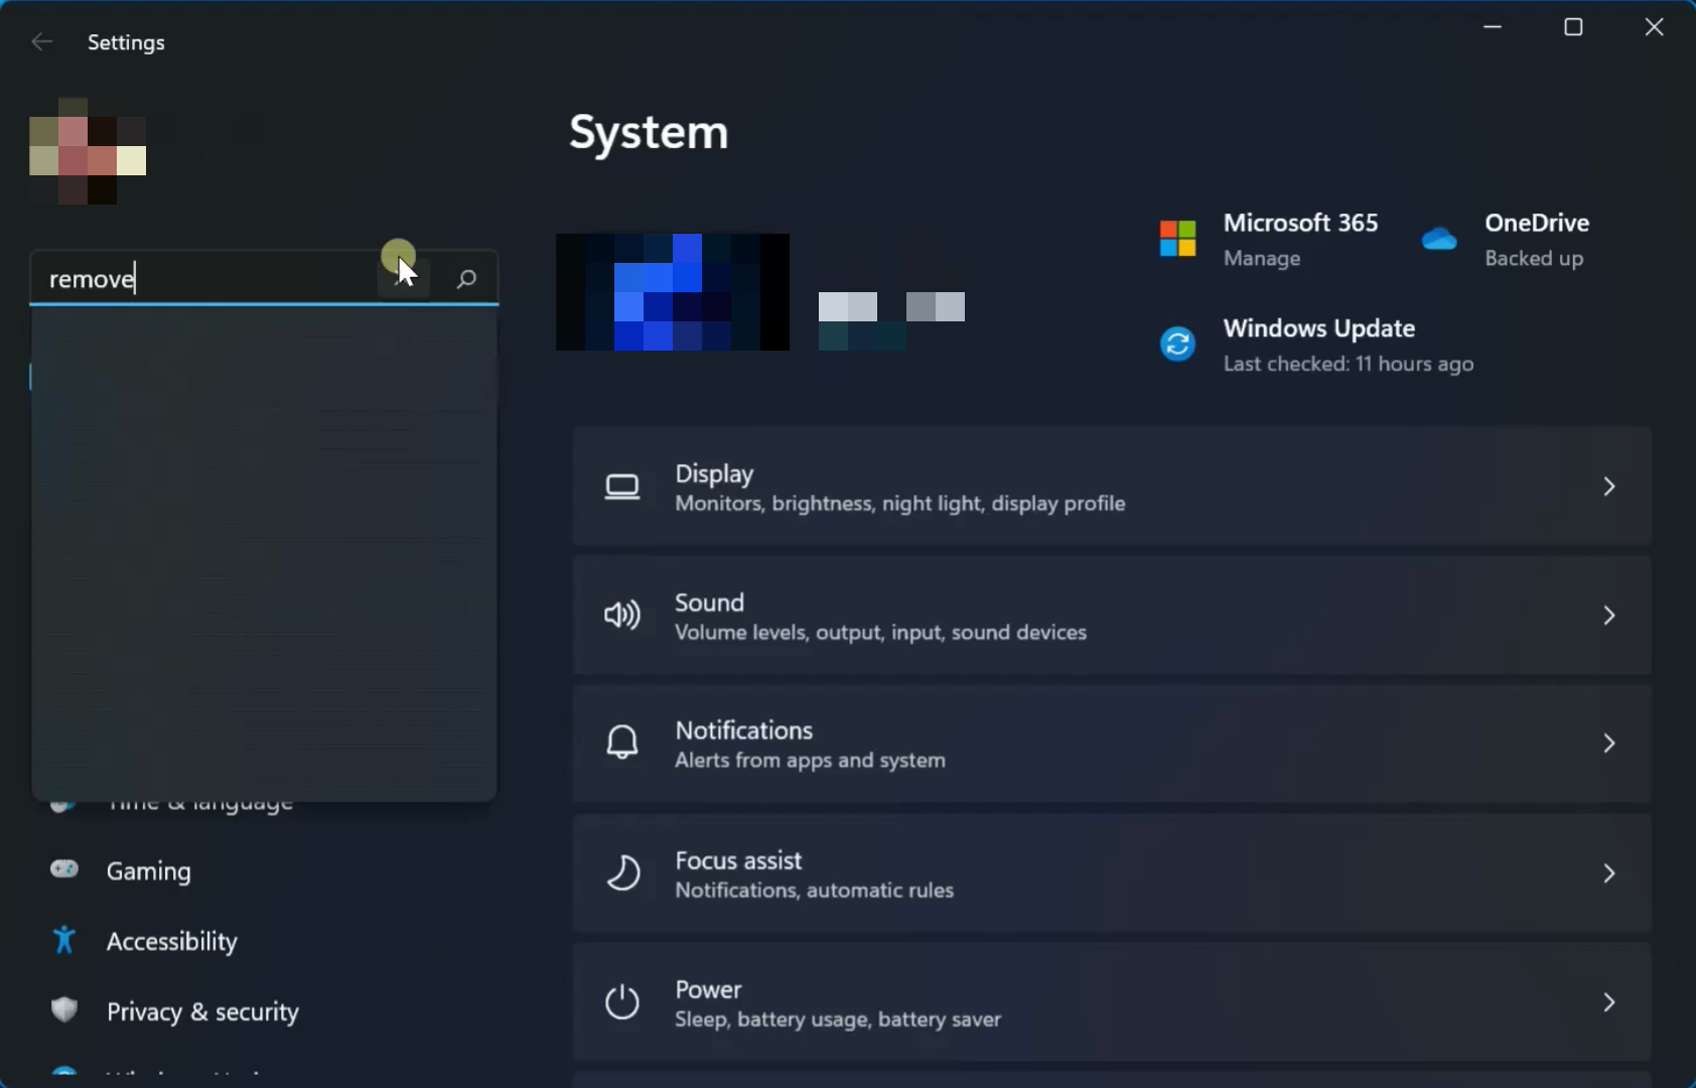 Settings
System
remove
Microsoft 365
Manage
OneDrive
Backed up
Windows Update
Last checked: 11 hours ago
Display
Monitors, brightness, night light, display profile
Sound
Volume levels, output, input, sound devices
Notifications
Alerts from apps and system
Focus assist
Notifications, automatic rules
Power
Sleep, battery usage, battery saver
Time & language
Gaming
Accessibility
Privacy & security